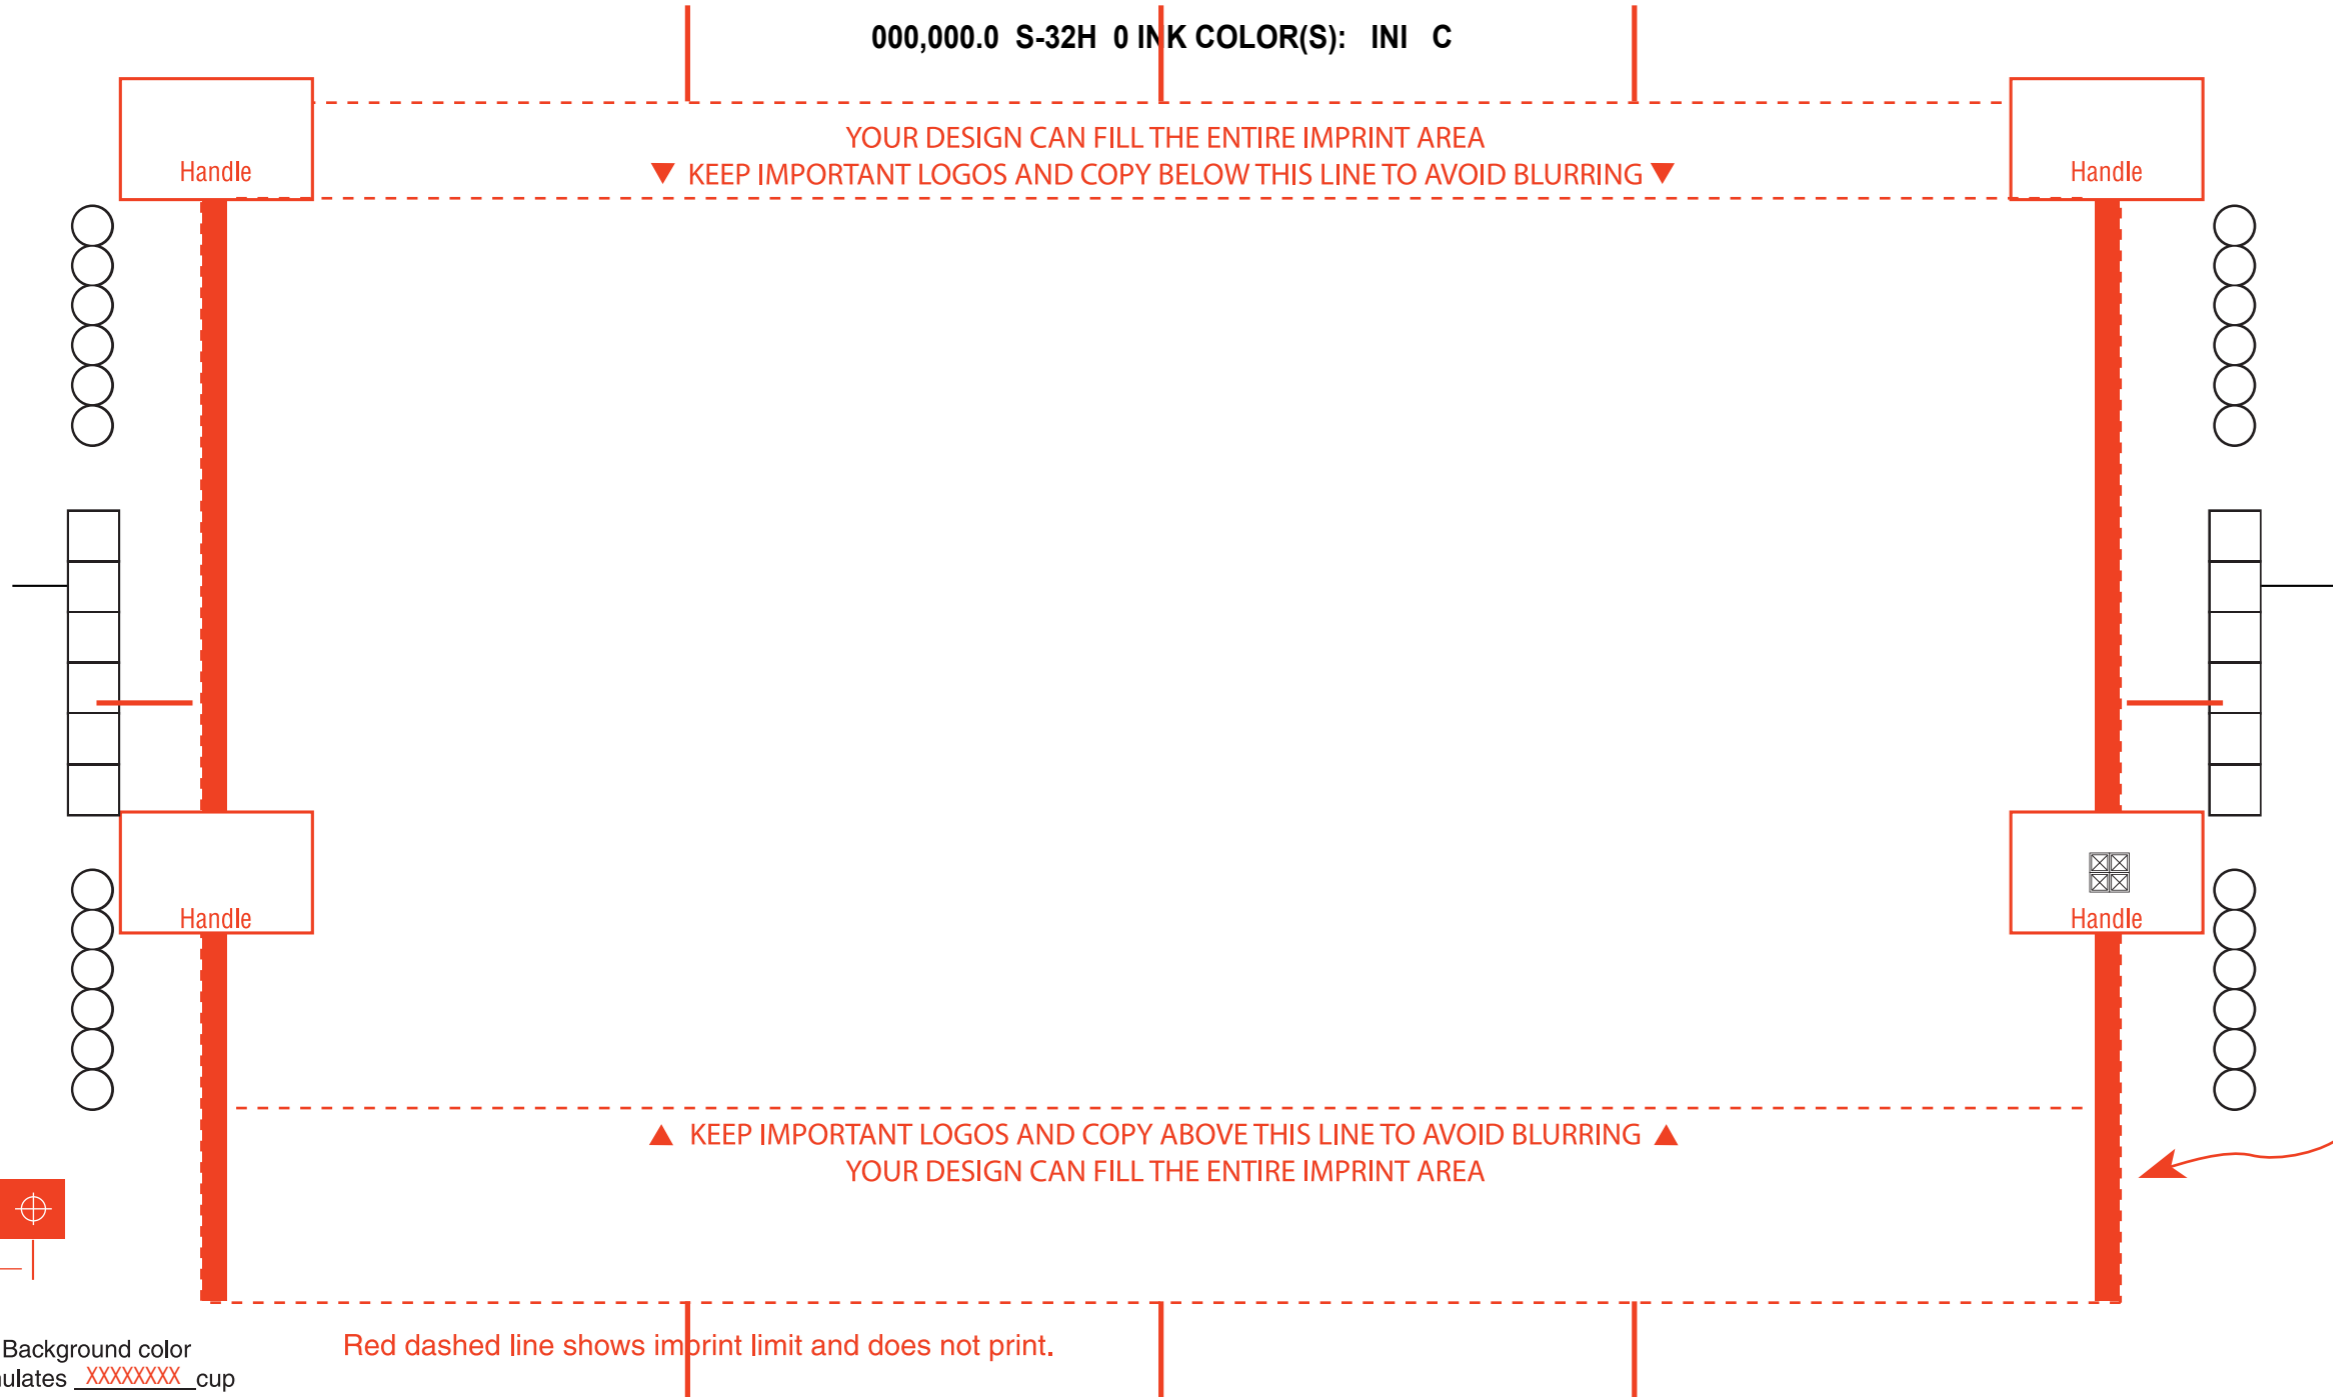 000,000.0 S-32H 0 INK COLOR(S): INI C
YOUR DESIGN CAN FILL THE ENTIRE IMPRINT AREA
▼ KEEP IMPORTANT LOGOS AND COPY BELOW THIS LINE TO AVOID BLURRING ▼
Handle
Handle
Handle
Handle
▲ KEEP IMPORTANT LOGOS AND COPY ABOVE THIS LINE TO AVOID BLURRING ▲
YOUR DESIGN CAN FILL THE ENTIRE IMPRINT AREA
Red dashed line shows imprint limit and does not print.
Background color
ulates XXXXXXXX cup